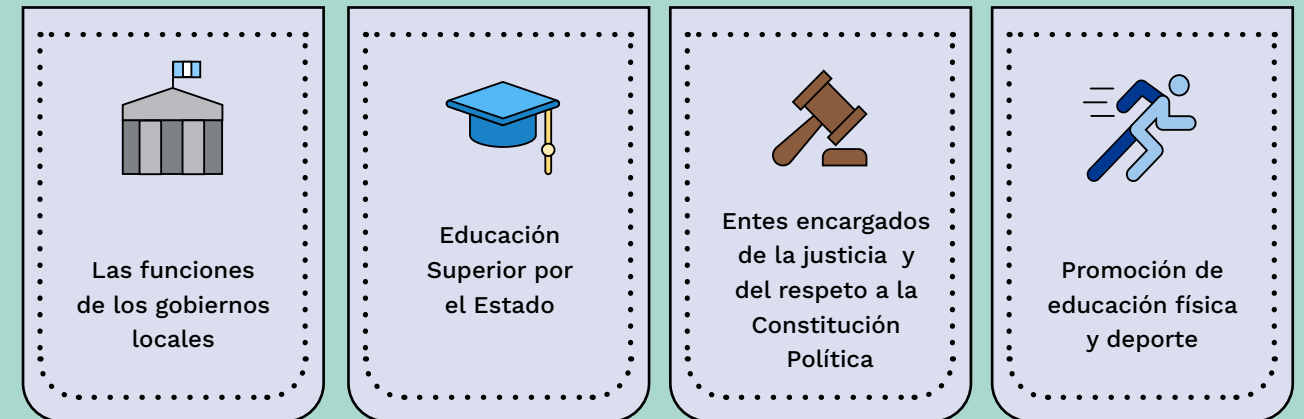 Las funciones
de los gobiernos
locales
Educación
Superior por
el Estado
Entes encargados
de la justicia y
del respeto a la
Constitución
Política
Promoción de
educación física
y deporte